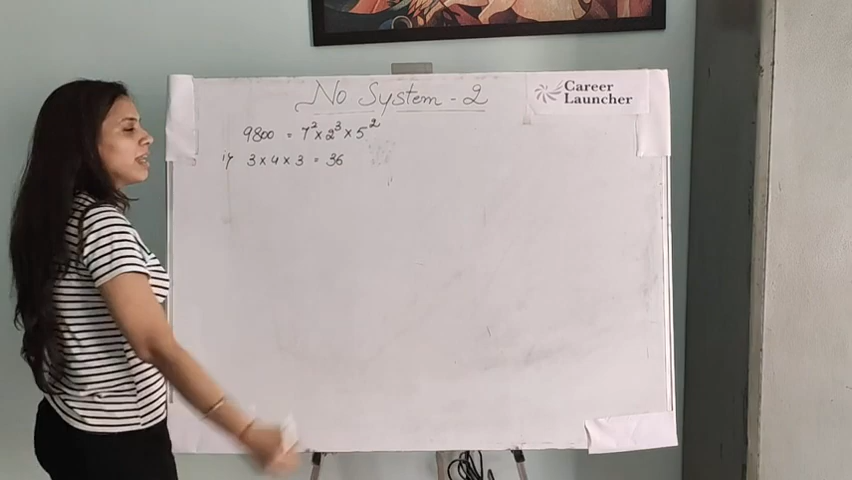 No System - 2
Career
Launcher
9800 = 7² × 2³ × 5²
i) 3 × 4 × 3 = 36